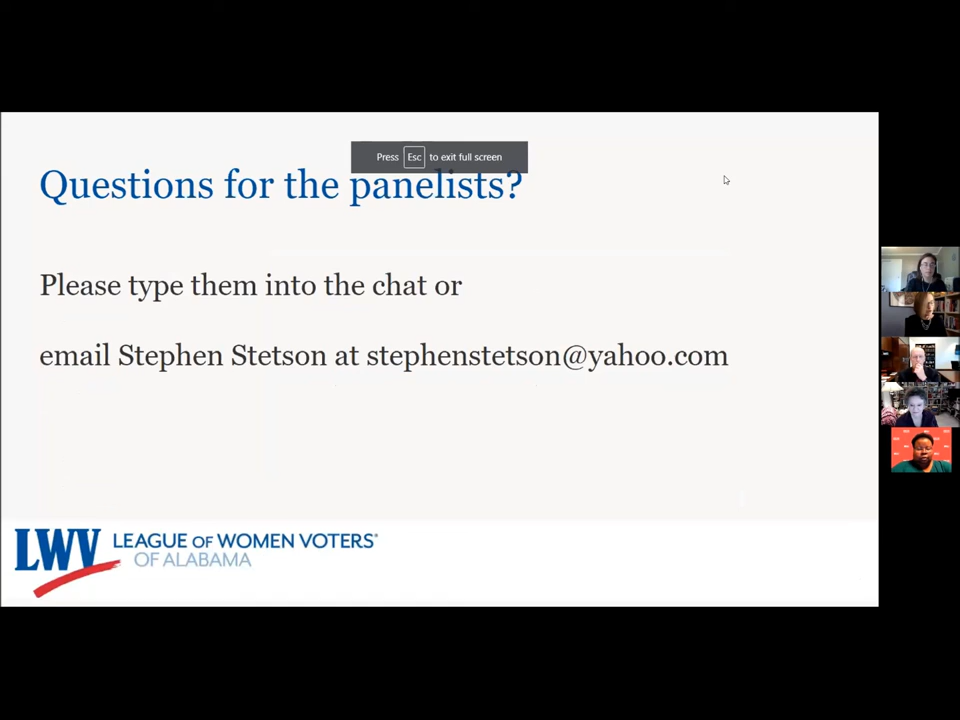 Press Esc to exit full screen
Questions for the panelists?
Please type them into the chat or
email Stephen Stetson at stephenstetson@yahoo.com
LWV LEAGUE OF WOMEN VOTERS®
OF ALABAMA